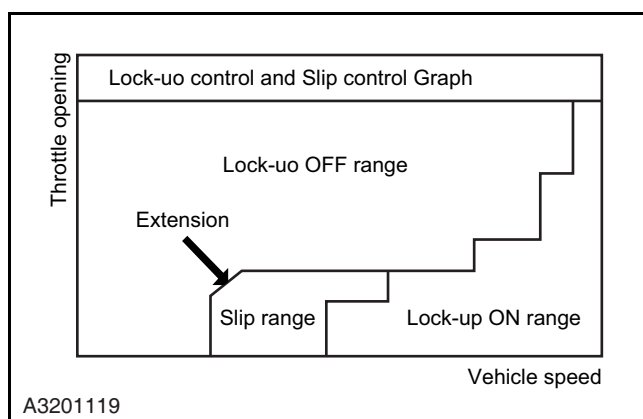 Lock-uo control and Slip control Graph
Throttle opening
Lock-uo OFF range
Extension
Slip range
Lock-up ON range
Vehicle speed
A3201119